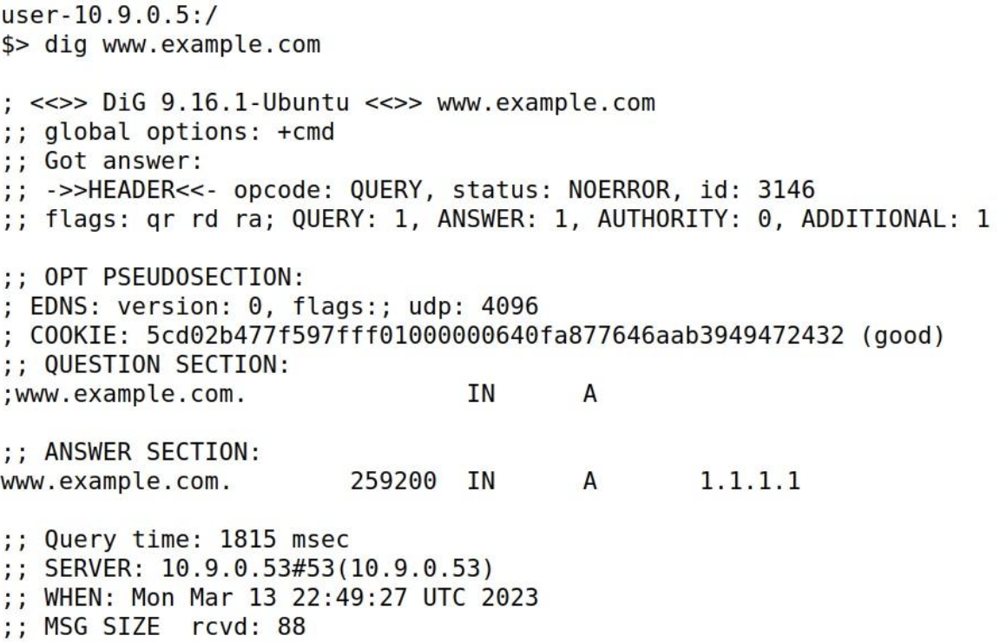 user-10.9.0.5:/
$> dig www.example.com
; <<>> DiG 9.16.1-Ubuntu <<>> www.example.com
;; global options: +cmd
;; Got answer:
;; ->>HEADER<<- opcode: QUERY, status: NOERROR, id: 3146
;; flags: qr rd ra; QUERY: 1, ANSWER: 1, AUTHORITY: 0, ADDITIONAL: 1
;; OPT PSEUDOSECTION:
; EDNS: version: 0, flags:; udp: 4096
; COOKIE: 5cd02b477f597fff01000000640fa877646aab3949472432 (good)
;; QUESTION SECTION:
;www.example.com. IN A
;; ANSWER SECTION:
www.example.com. 259200 IN A 1.1.1.1
;; Query time: 1815 msec
;; SERVER: 10.9.0.53#53(10.9.0.53)
;; WHEN: Mon Mar 13 22:49:27 UTC 2023
;; MSG SIZE rcvd: 88